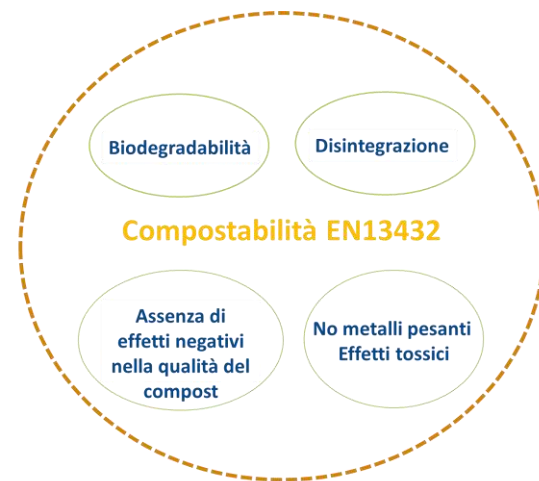 Biodegradabilità
Disintegrazione
Compostabilità EN13432
Assenza di
effetti negativi
nella qualità del
compost
No metalli pesanti
Effetti tossici